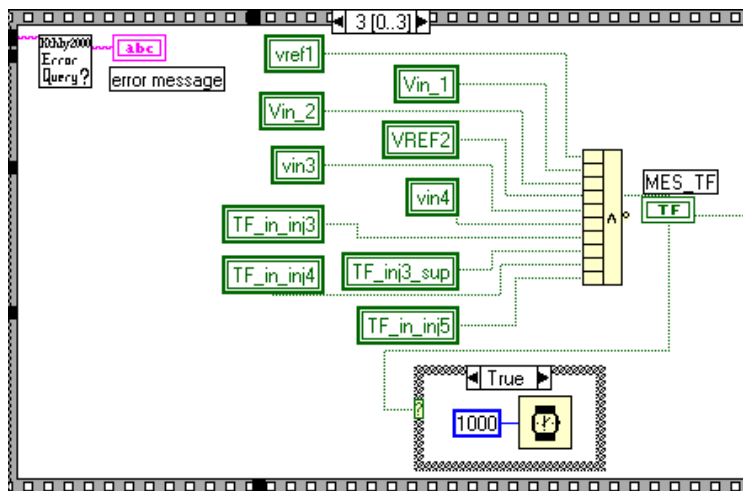 3 [0..3]
Error
Query?
abc
error message
vref1
Vin_1
Vin_2
VREF2
vin3
vin4
MES_TF
TF
TF_in_inj3
TF_in_inj4
TF_inj3_sup
TF_in_inj5
True
?
1000